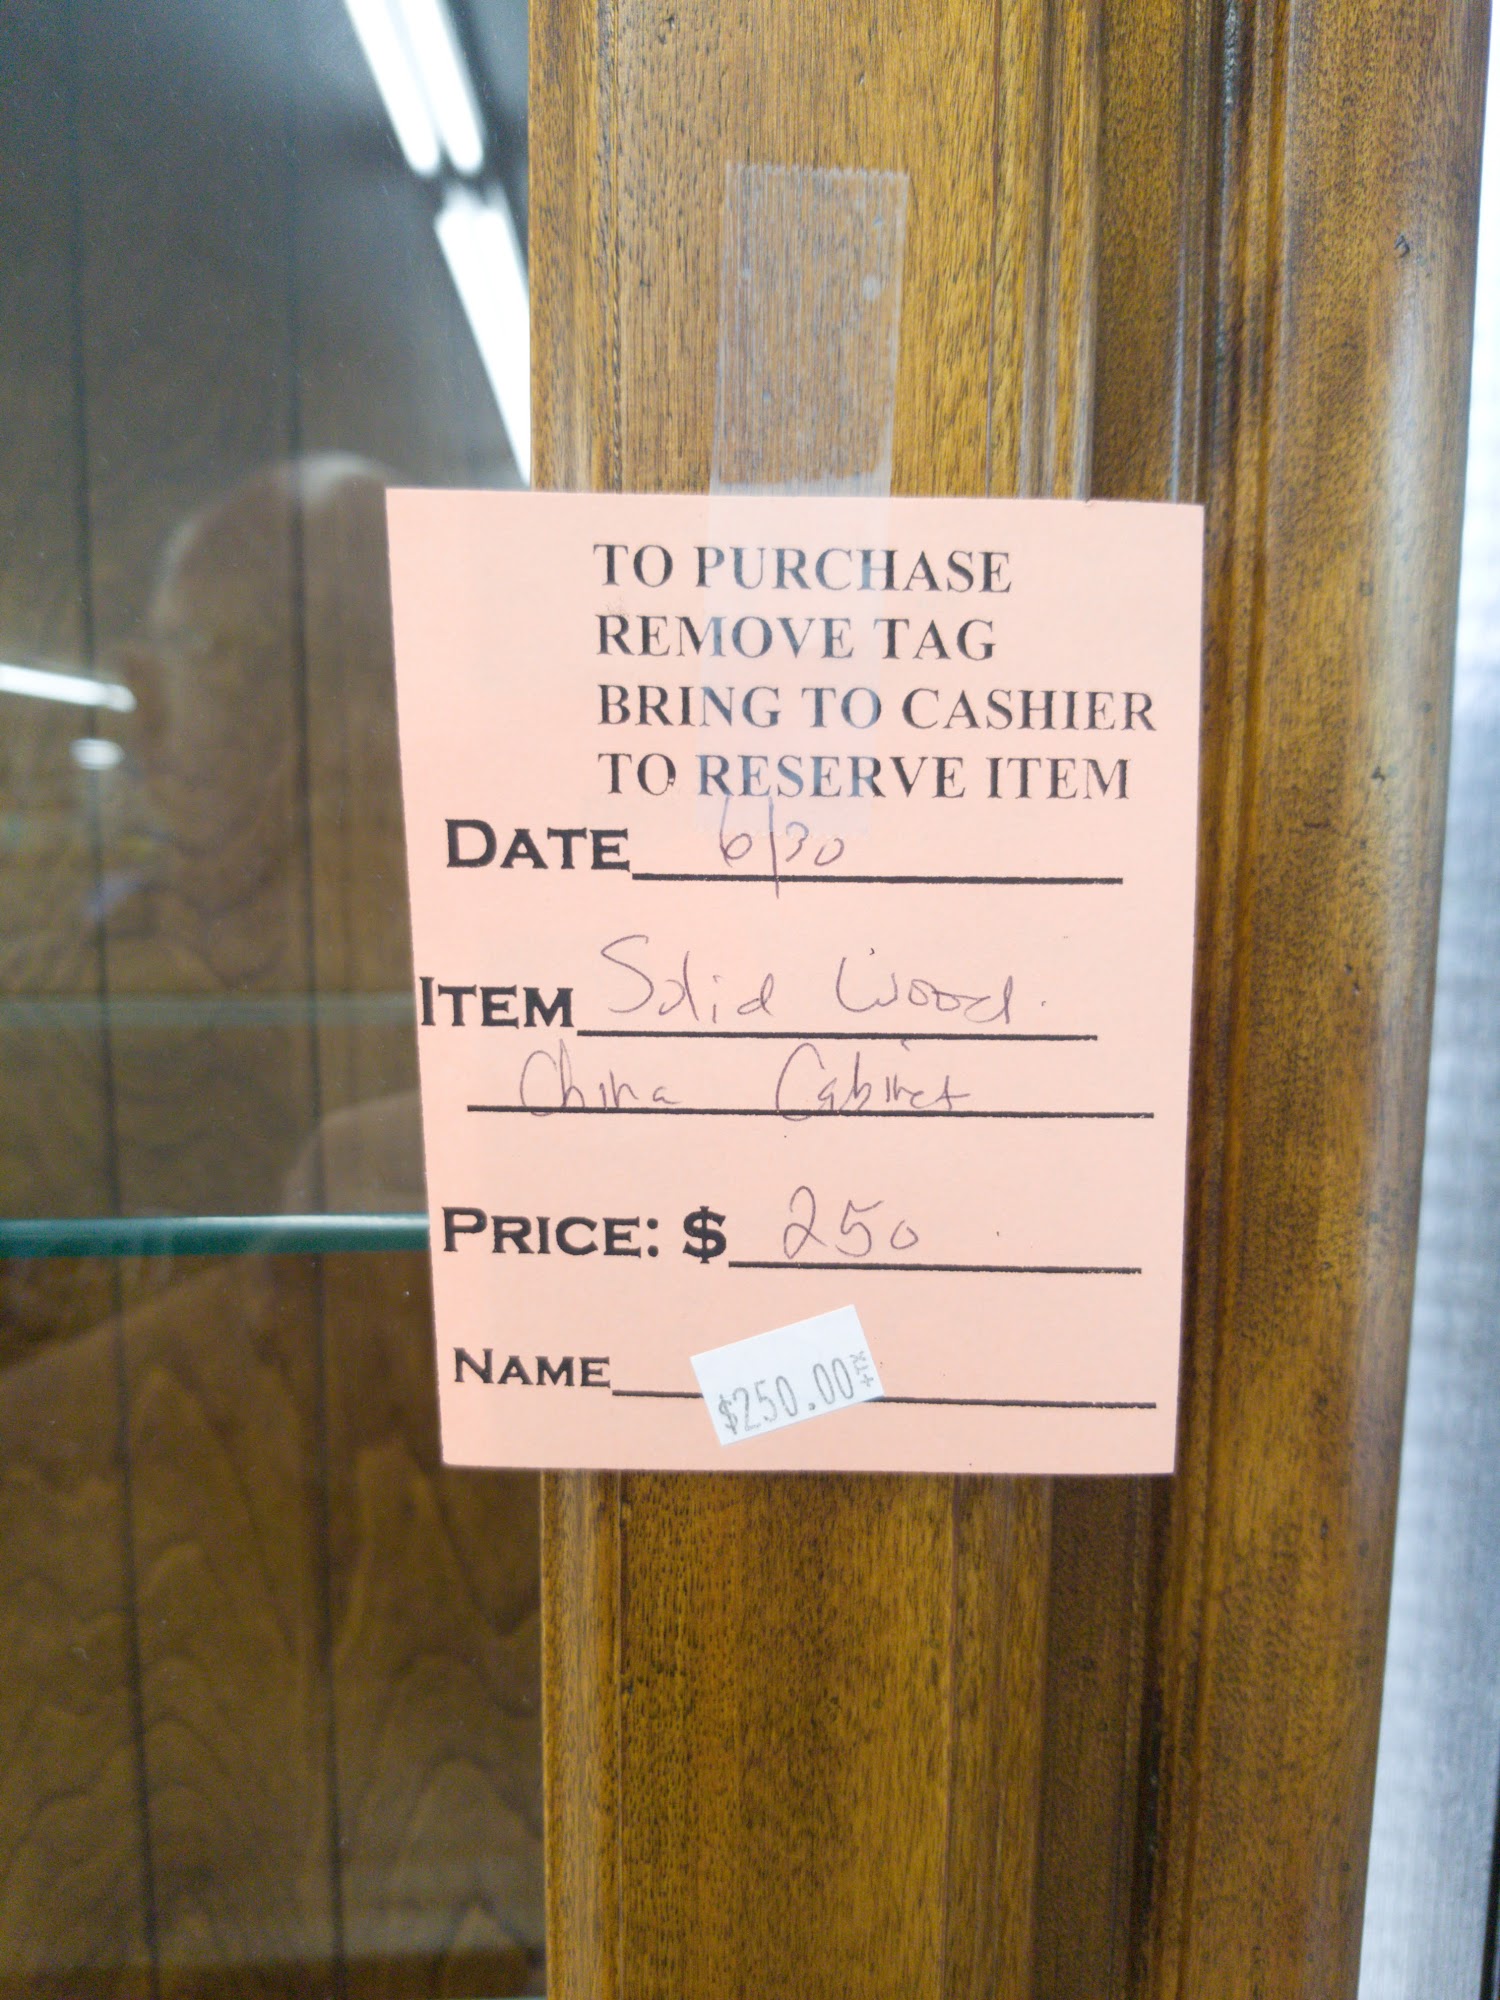 TO PURCHASE
REMOVE TAG
BRING TO CASHIER
TO RESERVE ITEM
DATE 6/30
ITEM Solid Wood
China Cabinet
PRICE: $ 250
NAME
$250.00 +TX